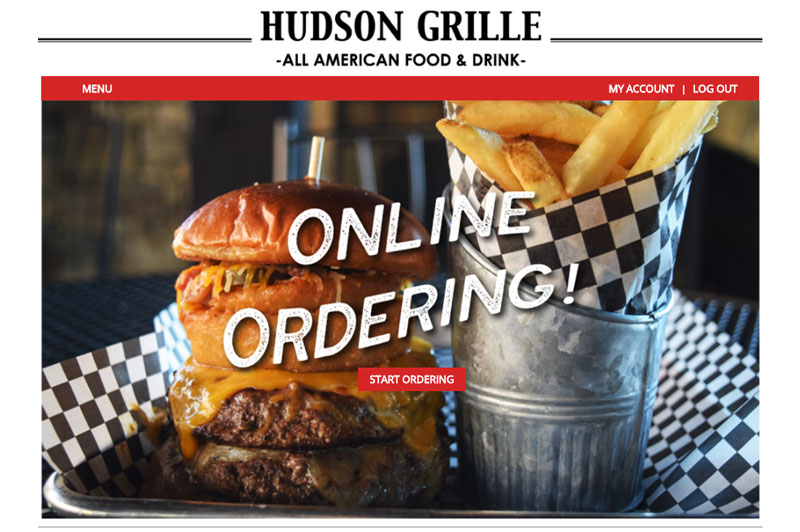 HUDSON GRILLE
-ALL AMERICAN FOOD & DRINK-
MENU MY ACCOUNT | LOG OUT
ONLINE
ORDERING!
START ORDERING